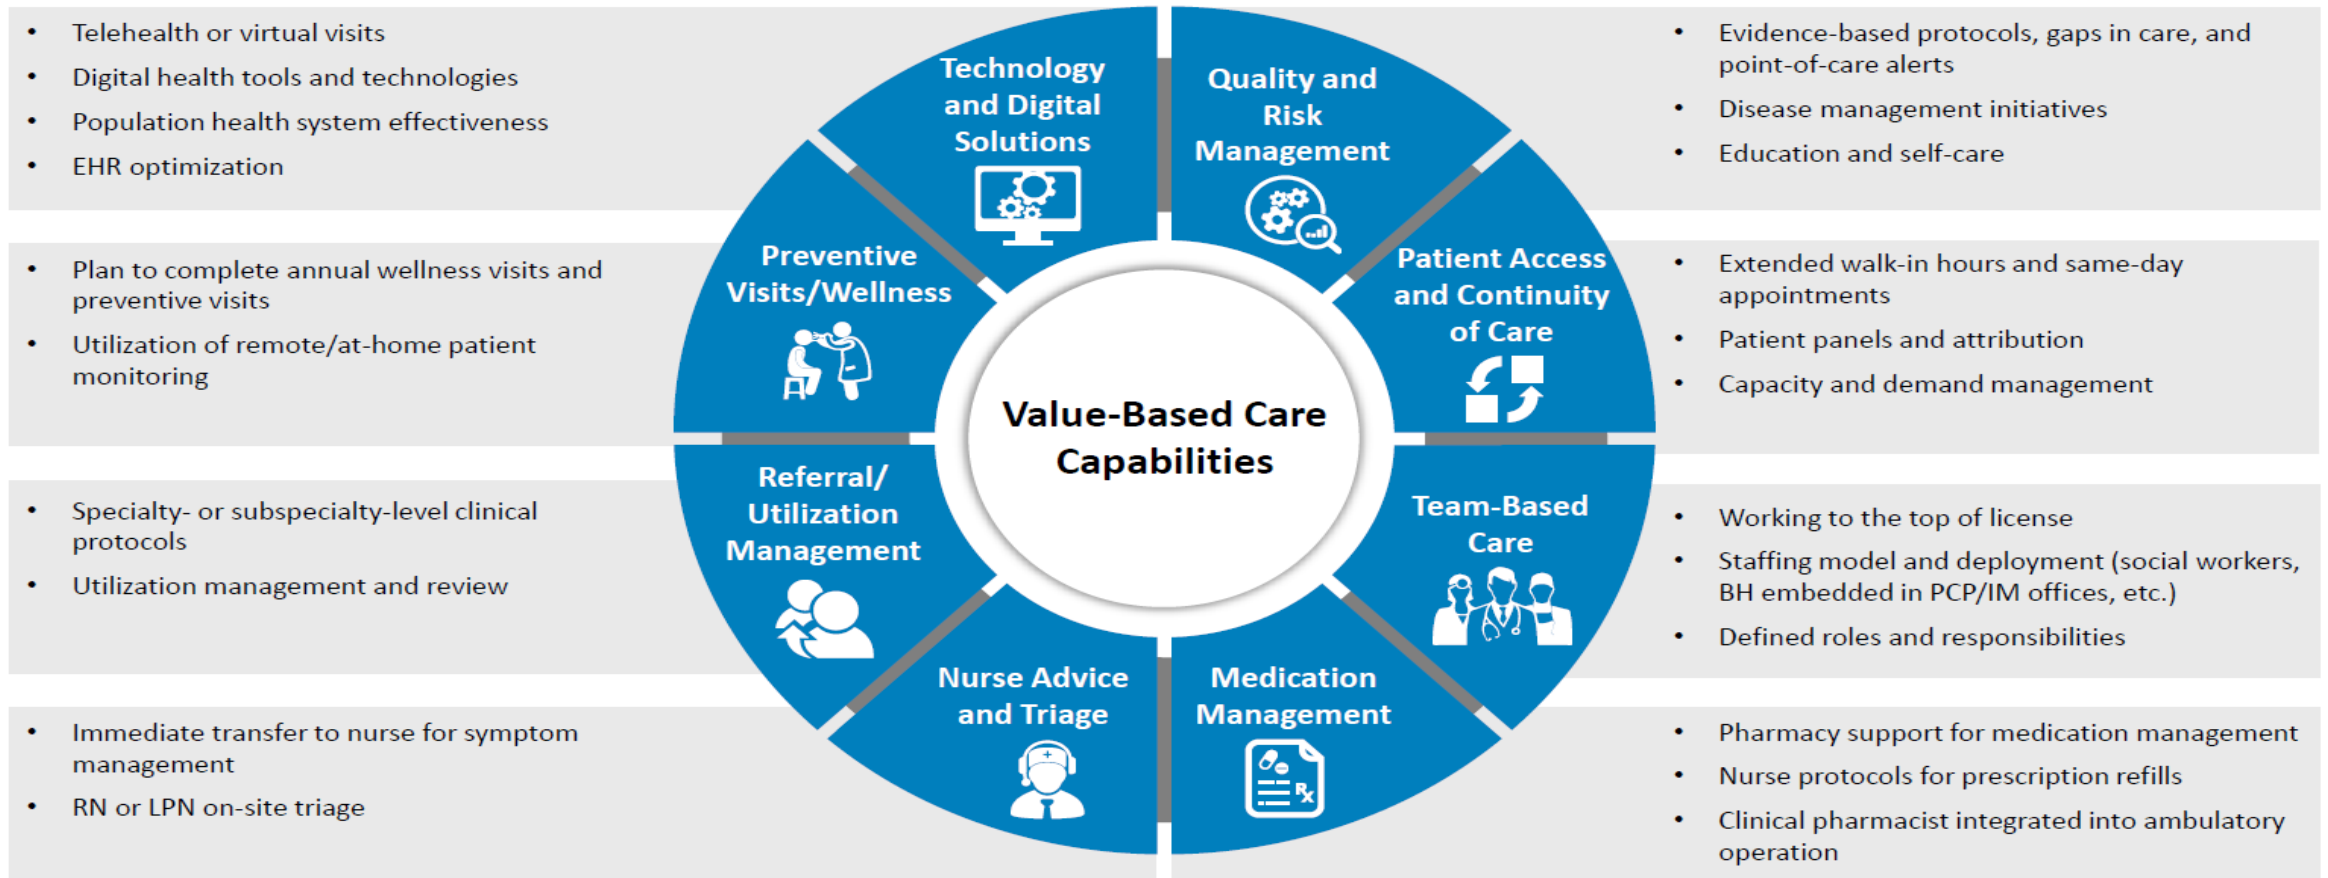 • Telehealth or virtual visits
• Digital health tools and technologies
• Population health system effectiveness
• EHR optimization
Technology
and Digital
Solutions
Quality and
Risk
Management
• Evidence-based protocols, gaps in care, and
point-of-care alerts
• Disease management initiatives
• Education and self-care
• Plan to complete annual wellness visits and
preventive visits
• Utilization of remote/at-home patient
monitoring
Preventive
Visits/Wellness
Patient Access
and Continuity
of Care
• Extended walk-in hours and same-day
appointments
• Patient panels and attribution
• Capacity and demand management
Value-Based Care
Capabilities
• Specialty- or subspecialty-level clinical
protocols
• Utilization management and review
Referral/
Utilization
Management
Team-Based
Care
• Working to the top of license
• Staffing model and deployment (social workers,
BH embedded in PCP/IM offices, etc.)
• Defined roles and responsibilities
• Immediate transfer to nurse for symptom
management
• RN or LPN on-site triage
Nurse Advice
and Triage
Medication
Management
Rx
• Pharmacy support for medication management
• Nurse protocols for prescription refills
• Clinical pharmacist integrated into ambulatory
operation